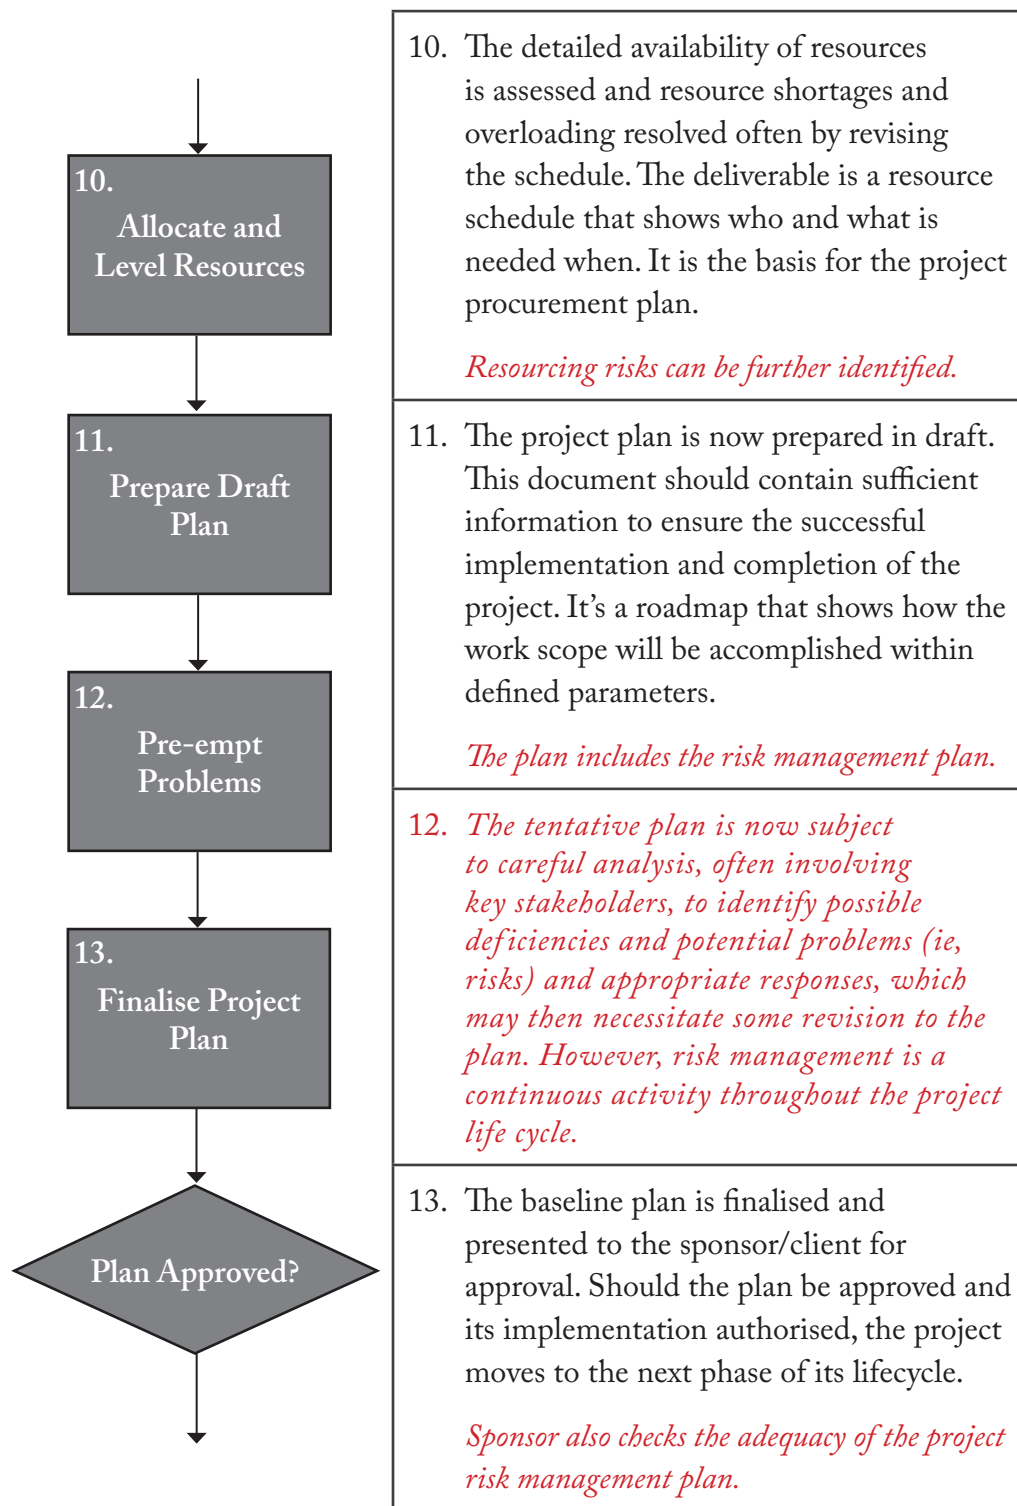 10.
Allocate and
Level Resources
11.
Prepare Draft
Plan
12.
Pre-empt
Problems
13.
Finalise Project
Plan
Plan Approved?
10. The detailed availability of resources
is assessed and resource shortages and
overloading resolved often by revising
the schedule. The deliverable is a resource
schedule that shows who and what is
needed when. It is the basis for the project
procurement plan.
Resourcing risks can be further identified.
11. The project plan is now prepared in draft.
This document should contain sufficient
information to ensure the successful
implementation and completion of the
project. It’s a roadmap that shows how the
work scope will be accomplished within
defined parameters.
The plan includes the risk management plan.
12. The tentative plan is now subject
to careful analysis, often involving
key stakeholders, to identify possible
deficiencies and potential problems (ie,
risks) and appropriate responses, which
may then necessitate some revision to the
plan. However, risk management is a
continuous activity throughout the project
life cycle.
13. The baseline plan is finalised and
presented to the sponsor/client for
approval. Should the plan be approved and
its implementation authorised, the project
moves to the next phase of its lifecycle.
Sponsor also checks the adequacy of the project
risk management plan.